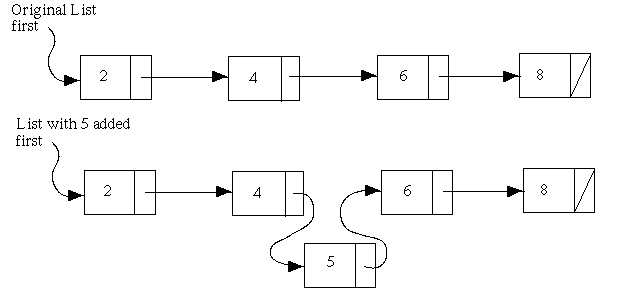 Original List
first
2 4 6 8
List with 5 added
first
2 4 6 8
5